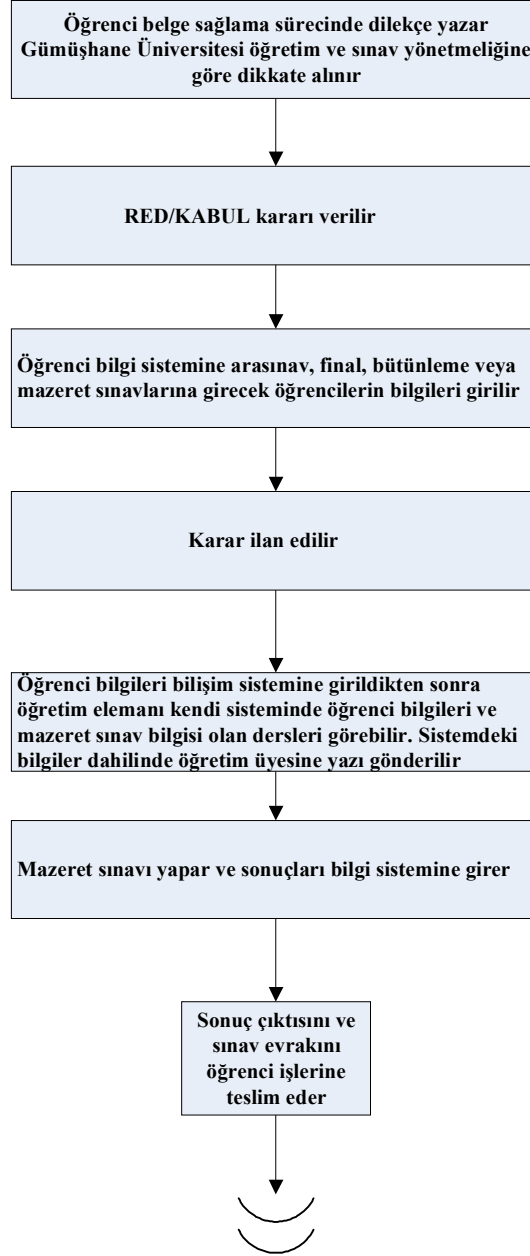 Öğrenci belge sağlama sürecinde dilekçe yazar
Gümüşhane Üniversitesi öğretim ve sınav yönetmeliğine
göre dikkate alınır
RED/KABUL kararı verilir
Öğrenci bilgi sistemine arasınav, final, bütünleme veya
mazeret sınavlarına girecek öğrencilerin bilgileri girilir
Karar ilan edilir
Öğrenci bilgileri bilişim sistemine girildikten sonra
öğretim elemanı kendi sisteminde öğrenci bilgileri ve
mazeret sınav bilgisi olan dersleri görebilir. Sistemdeki
bilgiler dahilinde öğretim üyesine yazı gönderilir
Mazeret sınavı yapar ve sonuçları bilgi sistemine girer
Sonuç çıktısını ve
sınav evrakını
öğrenci işlerine
teslim eder